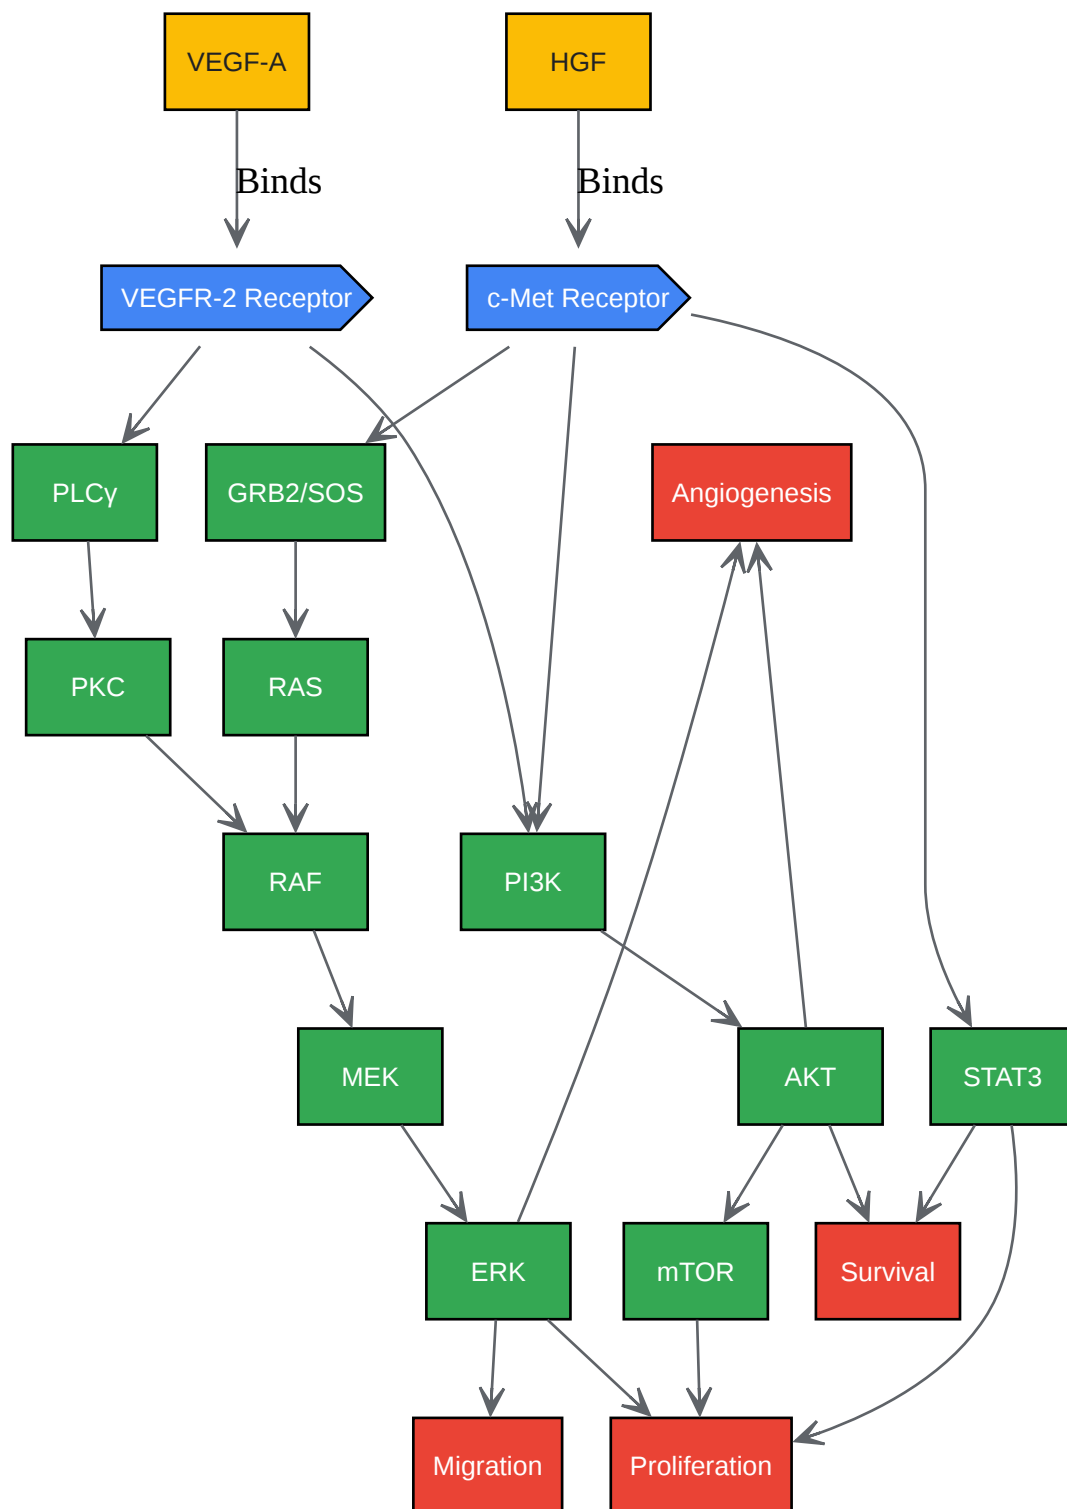 VEGF-A
HGF
Binds
Binds
VEGFR-2 Receptor
c-Met Receptor
PLCγ
GRB2/SOS
Angiogenesis
PKC
RAS
RAF
PI3K
MEK
AKT
STAT3
ERK
mTOR
Survival
Migration
Proliferation